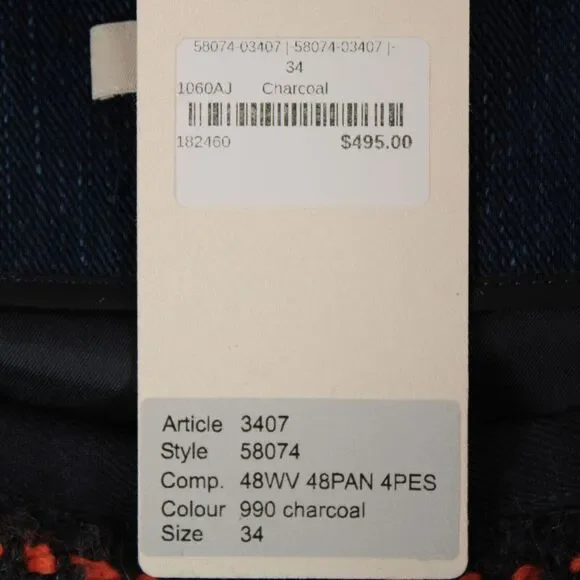 58074-03407 |-58074-03407 |-
34
1060AJ Charcoal
182460 $495.00
Article 3407
Style 58074
Comp. 48WV 48PAN 4PES
Colour 990 charcoal
Size 34